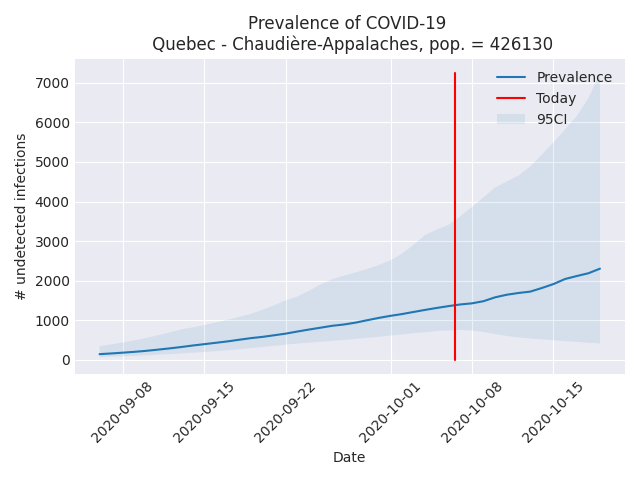 Prevalence of COVID-19
Quebec - Chaudière-Appalaches, pop. = 426130
Prevalence
Today
95CI
7000
6000
5000
4000
3000
2000
1000
0
# undetected infections
2020-09-08
2020-09-15
2020-09-22
2020-10-01
2020-10-08
2020-10-15
Date